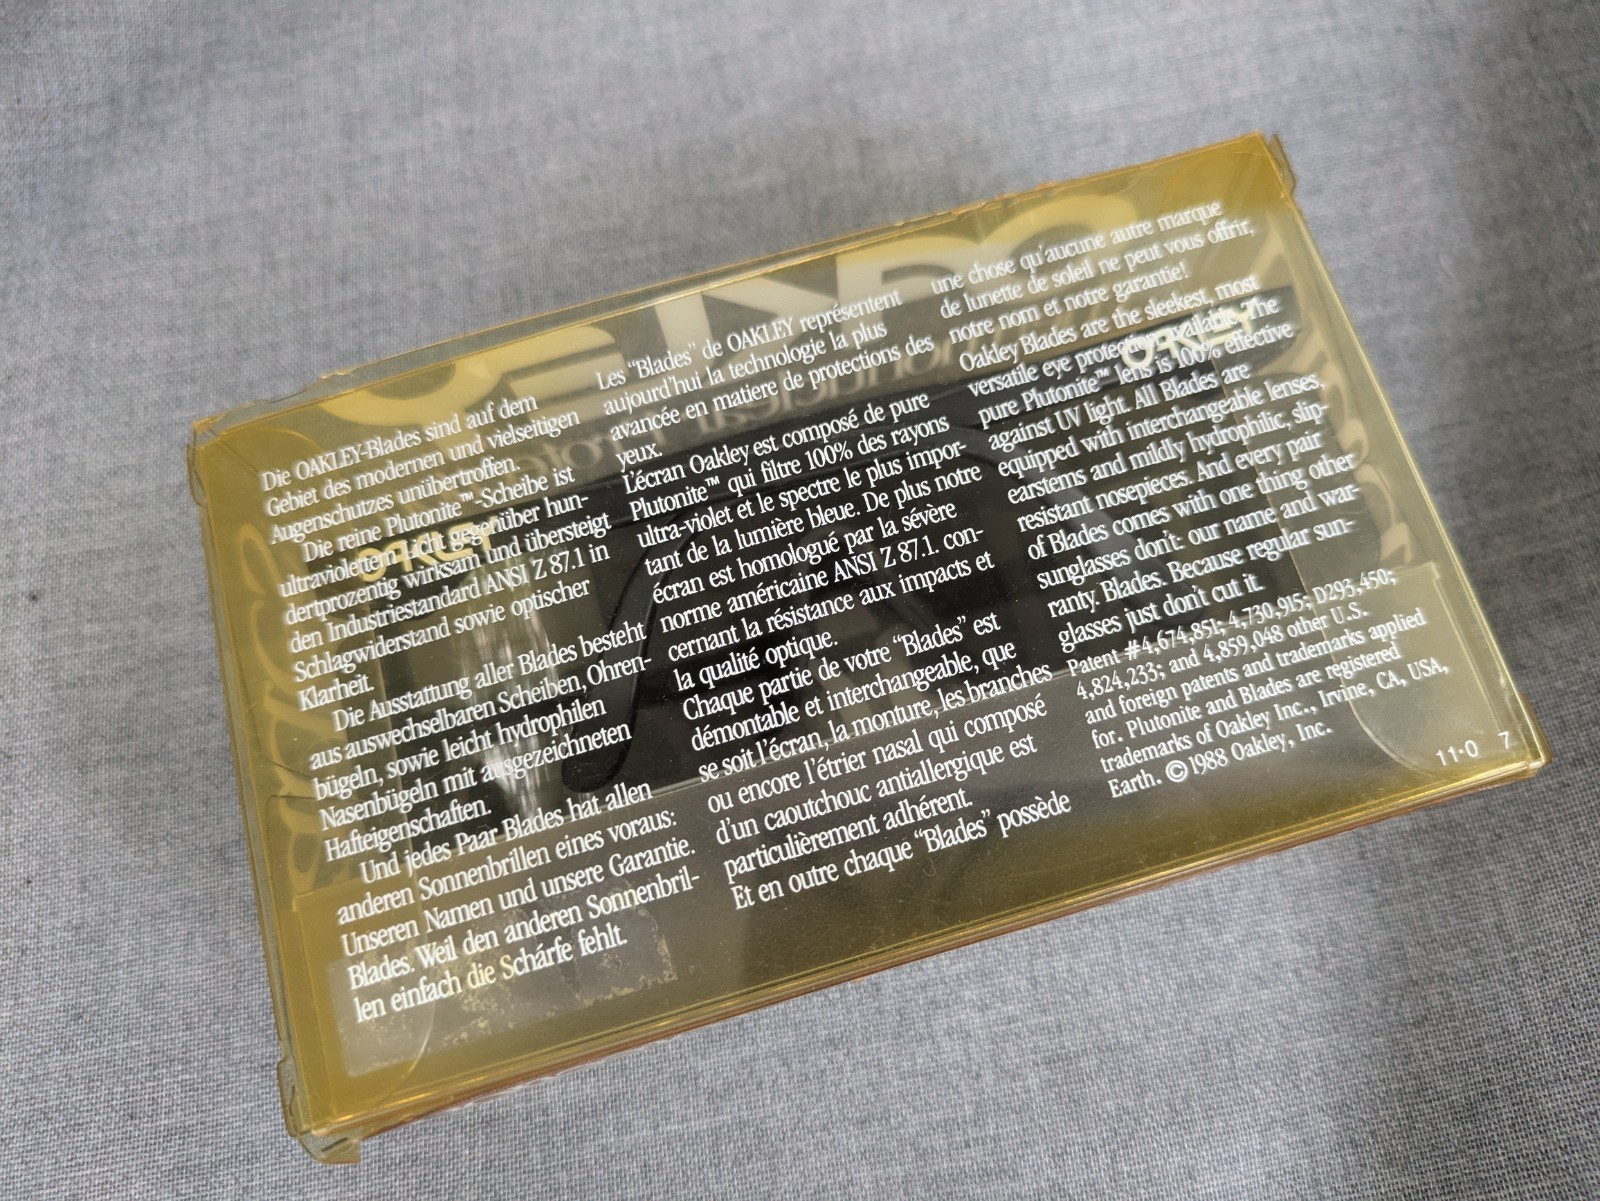 Die OAKLEY-Blades sind auf dem
Gebiet des modernen und vielseitigen
Augenschutzes unübertroffen.
Die reine Plutonite™-Scheibe ist
ultraviolettem Licht gegenüber hun-
dertprozentig wirksam und übersteigt
den Industriestandard ANSI Z 87.1 in
Schlagwiderstand sowie optischer
Klarheit.
Die Ausstattung aller Blades besteht
aus auswechselbaren Scheiben, Ohren-
bügeln, sowie leicht hydrophilen
Nasenbügeln mit ausgezeichneten
Hafteigenschaften.
Und jedes Paar Blades hat allen
anderen Sonnenbrillen eines voraus:
Unseren Namen und unsere Garantie.
Blades. Weil den anderen Sonnenbril-
len einfach die Schárfe fehlt.
Les "Blades" de OAKLEY représentent
aujourd'hui la technologie la plus
avancée en matiere de protections des
yeux.
L'écran Oakley est composé de pure
Plutonite™ qui filtre 100% des rayons
ultra-violet et le spectre le plus impor-
tant de la lumière bleue. De plus notre
écran est homologué par la sévère
norme américaine ANSI Z 87.1. con-
cernant la résistance aux impacts et
la qualité optique.
Chaque partie de votre "Blades" est
démontable et interchangeable, que
se soit l'écran, la monture, les branches
ou encore l'étrier nasal qui composé
d'un caoutchouc antiallergique est
particulièrement adhérent.
Et en outre chaque "Blades" possède
une chose qu'aucune autre marque
de lunette de soleil ne peut vous offrir,
notre nom et notre garantie!
Oakley Blades are the sleekest, most
versatile eye protection available. The
pure Plutonite™ lens is 100% effective
against UV light. All Blades are
equipped with interchangeable lenses,
earstems and mildly hydrophilic, slip-
resistant nosepieces. And every pair
of Blades comes with one thing other
sunglasses don't: our name and war-
ranty. Blades. Because regular sun-
glasses just don't cut it.
Patent #4,674,851; 4,730,915; D293,450;
4,824,233; and 4,859,048 other U.S.
and foreign patents and trademarks applied
for. Plutonite and Blades are registered
trademarks of Oakley Inc., Irvine, CA, USA,
Earth. ©1988 Oakley, Inc.
11-0 7
OAKLEY
OAKLEY